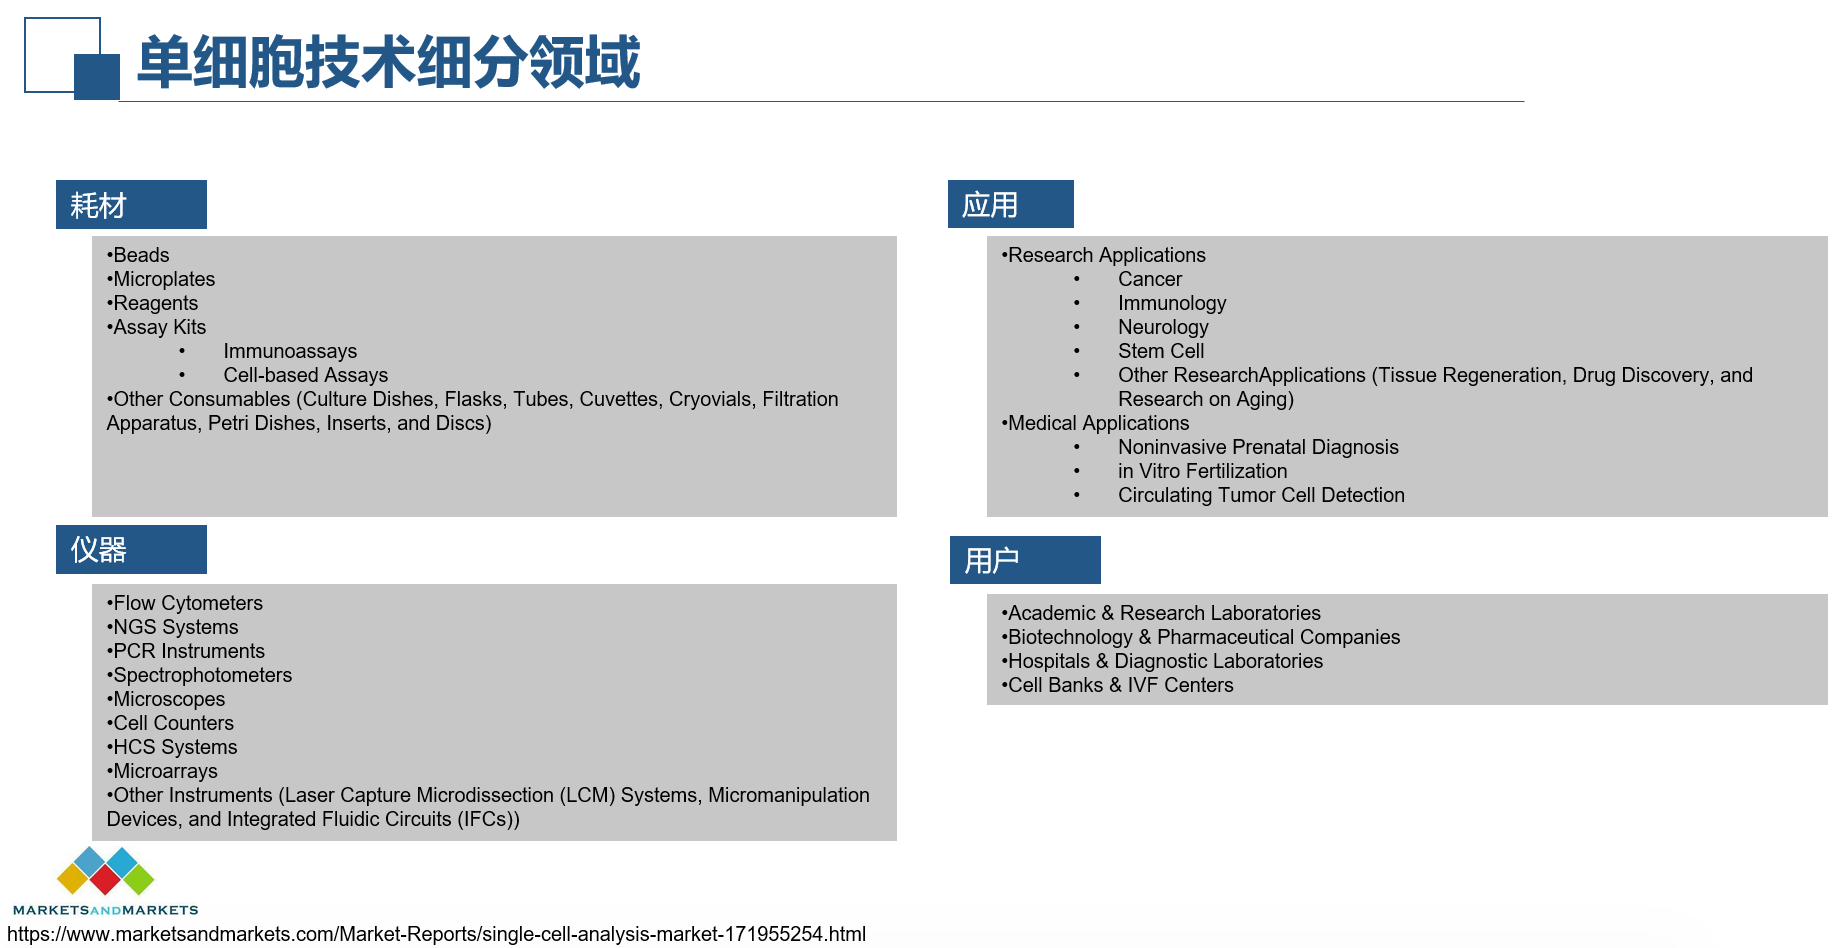 单细胞技术细分领域
耗材
•Beads
•Microplates
•Reagents
•Assay Kits
• Immunoassays
• Cell-based Assays
•Other Consumables (Culture Dishes, Flasks, Tubes, Cuvettes, Cryovials, Filtration
Apparatus, Petri Dishes, Inserts, and Discs)
仪器
•Flow Cytometers
•NGS Systems
•PCR Instruments
•Spectrophotometers
•Microscopes
•Cell Counters
•HCS Systems
•Microarrays
•Other Instruments (Laser Capture Microdissection (LCM) Systems, Micromanipulation
Devices, and Integrated Fluidic Circuits (IFCs))
应用
•Research Applications
• Cancer
• Immunology
• Neurology
• Stem Cell
• Other ResearchApplications (Tissue Regeneration, Drug Discovery, and
Research on Aging)
•Medical Applications
• Noninvasive Prenatal Diagnosis
• in Vitro Fertilization
• Circulating Tumor Cell Detection
用户
•Academic & Research Laboratories
•Biotechnology & Pharmaceutical Companies
•Hospitals & Diagnostic Laboratories
•Cell Banks & IVF Centers
MARKETSANDMARKETS
https://www.marketsandmarkets.com/Market-Reports/single-cell-analysis-market-171955254.html